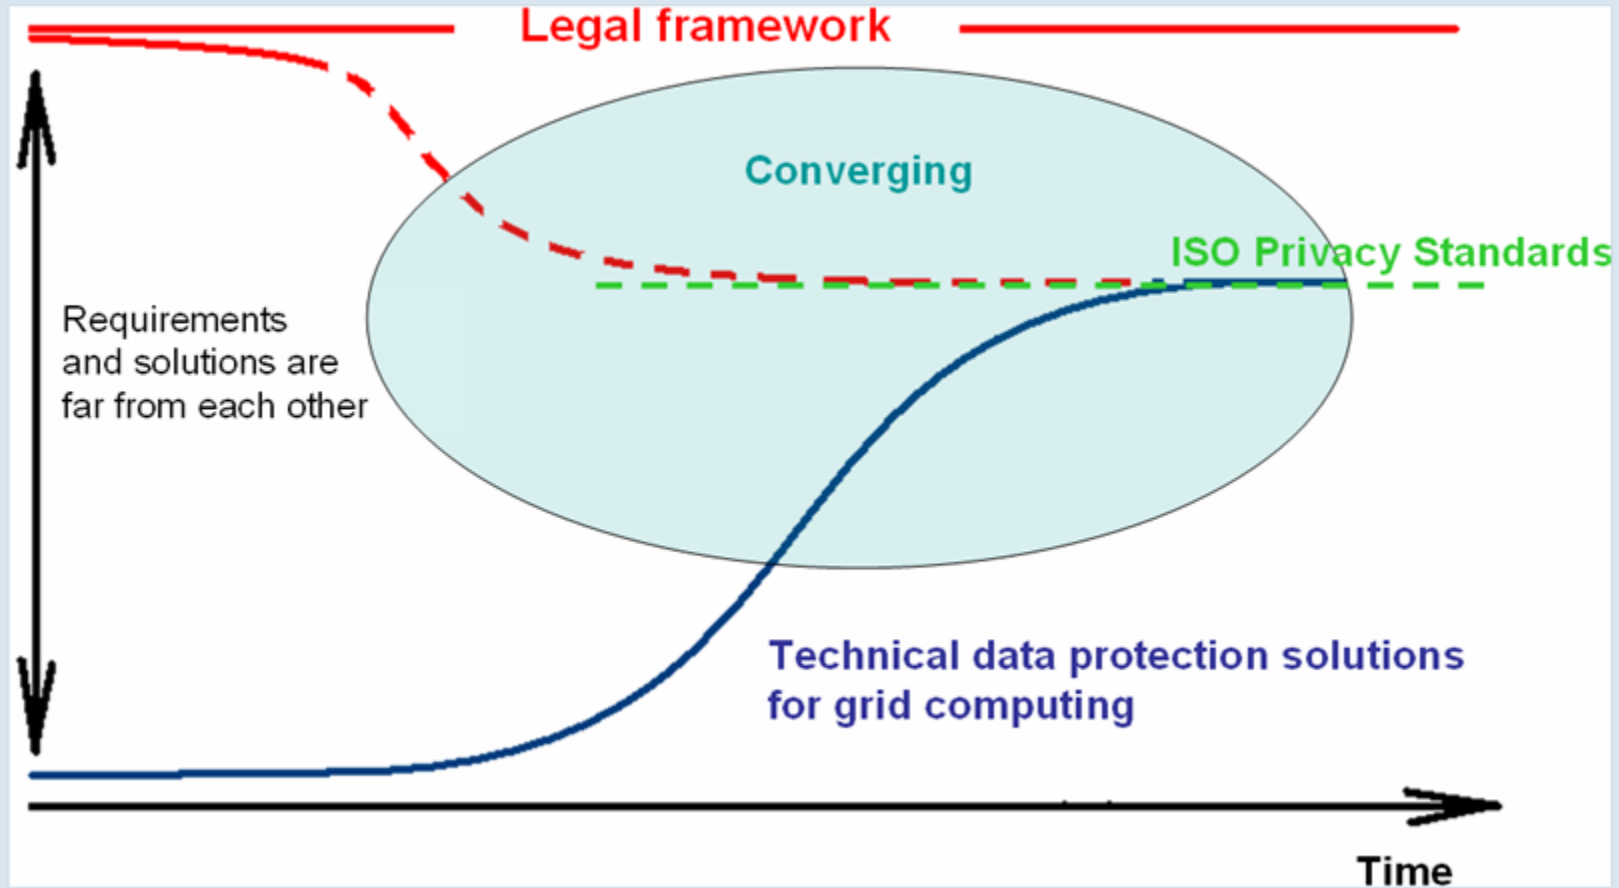 Legal framework
Converging
ISO Privacy Standards
Requirements
and solutions are
far from each other
Technical data protection solutions
for grid computing
Time